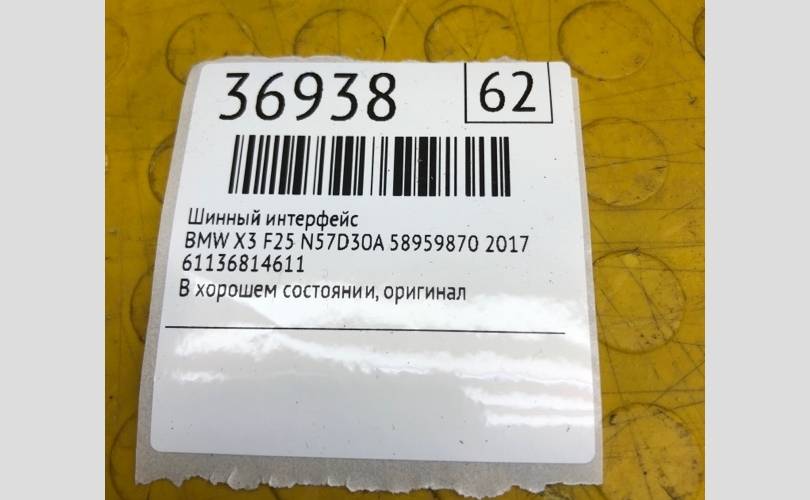 36938
62
Шинный интерфейс
BMW X3 F25 N57D30A 58959870 2017
61136814611
В хорошем состоянии, оригинал